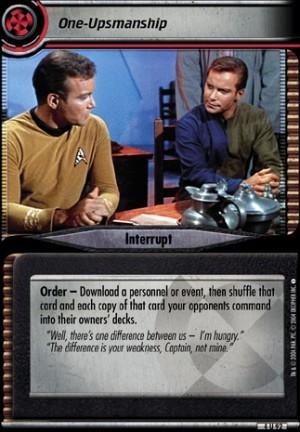 One-Upsmanship
Interrupt
Order – Download a personnel or event, then shuffle that
card and each copy of that card your opponents command
into their owners' decks.
"Well, there's one difference between us – I'm hungry."
"The difference is your weakness, Captain, not mine."
4 U 92